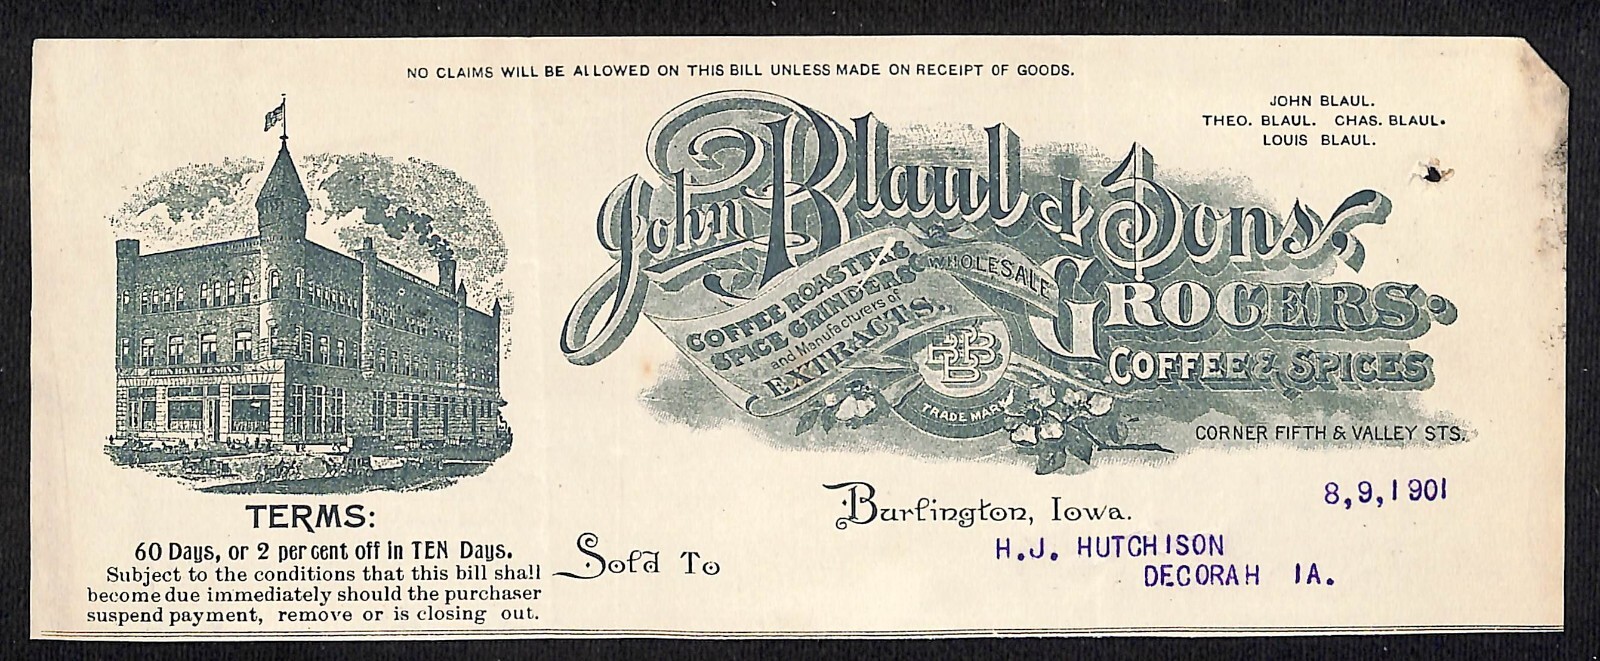 NO CLAIMS WILL BE ALLOWED ON THIS BILL UNLESS MADE ON RECEIPT OF GOODS.
JOHN BLAUL.
THEO. BLAUL. CHAS. BLAUL.
LOUIS BLAUL.
John Blaul & Sons,
WHOLESALE
GROCERS.
COFFEE ROASTERS
SPICE GRINDERS
and Manufacturers of
EXTRACTS.
COFFEE & SPICES
TRADE MARK
JOHN BLAUL & SONS
CORNER FIFTH & VALLEY STS.
Burlington, Iowa.
8,9,1901
TERMS:
60 Days, or 2 per cent off in TEN Days.
Subject to the conditions that this bill shall
become due immediately should the purchaser
suspend payment, remove or is closing out.
Sold To
H.J. HUTCHISON
DECORAH IA.